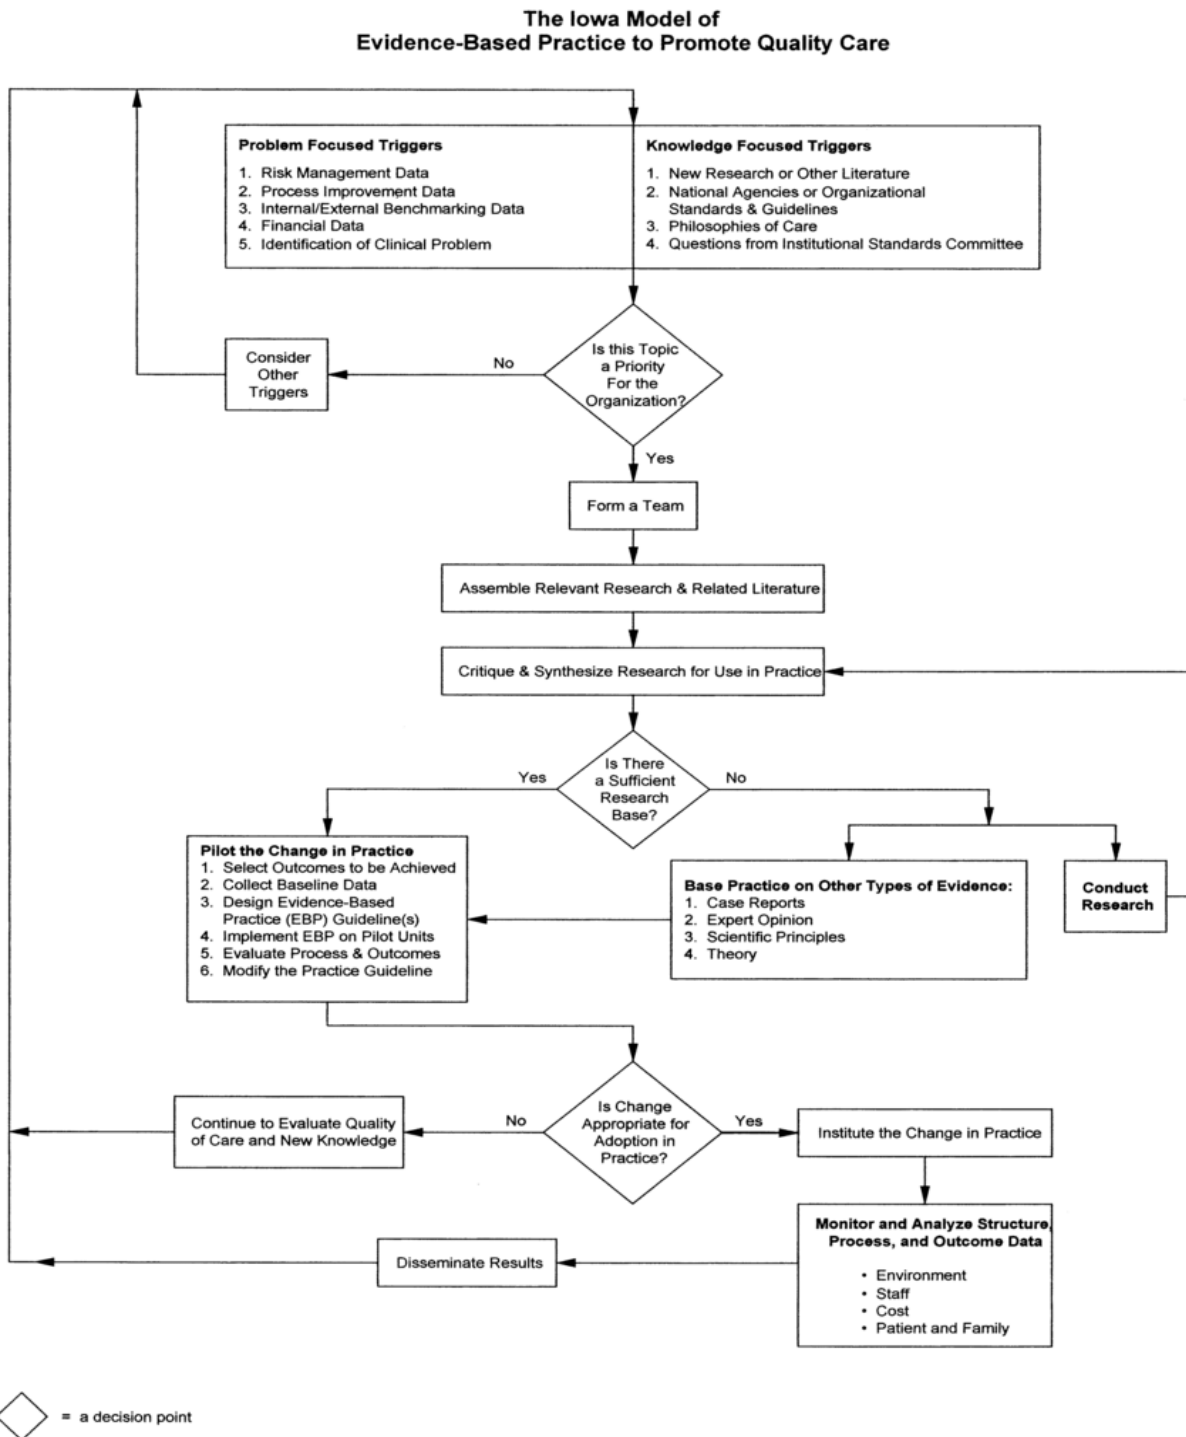 The Iowa Model of
Evidence-Based Practice to Promote Quality Care
Problem Focused Triggers
1. Risk Management Data
2. Process Improvement Data
3. Internal/External Benchmarking Data
4. Financial Data
5. Identification of Clinical Problem
Knowledge Focused Triggers
1. New Research or Other Literature
2. National Agencies or Organizational
Standards & Guidelines
3. Philosophies of Care
4. Questions from Institutional Standards Committee
Consider
Other
Triggers
No
Is this Topic
a Priority
For the
Organization?
Yes
Form a Team
Assemble Relevant Research & Related Literature
Critique & Synthesize Research for Use in Practice
Yes
Is There
a Sufficient
Research
Base?
No
Pilot the Change in Practice
1. Select Outcomes to be Achieved
2. Collect Baseline Data
3. Design Evidence-Based
Practice (EBP) Guideline(s)
4. Implement EBP on Pilot Units
5. Evaluate Process & Outcomes
6. Modify the Practice Guideline
Base Practice on Other Types of Evidence:
1. Case Reports
2. Expert Opinion
3. Scientific Principles
4. Theory
Conduct
Research
Continue to Evaluate Quality
of Care and New Knowledge
No
Is Change
Appropriate for
Adoption in
Practice?
Yes
Institute the Change in Practice
Monitor and Analyze Structure,
Process, and Outcome Data
• Environment
• Staff
• Cost
• Patient and Family
Disseminate Results
= a decision point